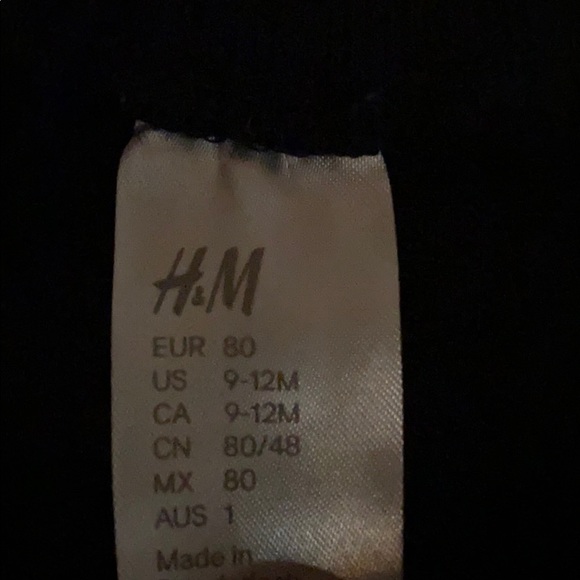 H&M
EUR 80
US 9-12M
CA 9-12M
CN 80/48
MX 80
AUS 1
Made in